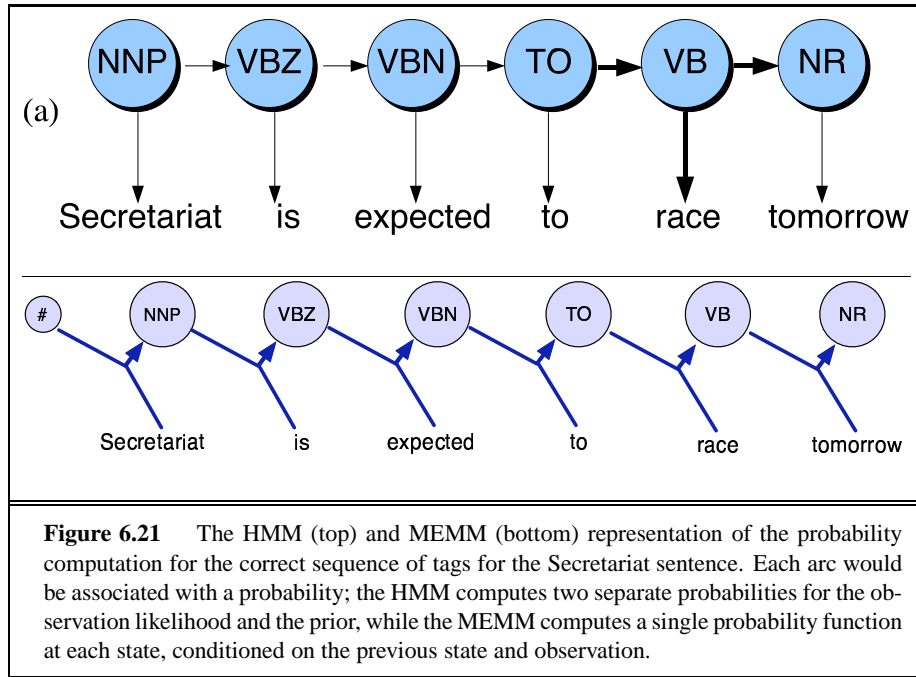 NNP VBZ VBN TO VB NR
(a)
Secretariat is expected to race tomorrow
# NNP VBZ VBN TO VB NR
Secretariat is expected to race tomorrow
Figure 6.21 The HMM (top) and MEMM (bottom) representation of the probability
computation for the correct sequence of tags for the Secretariat sentence. Each arc would
be associated with a probability; the HMM computes two separate probabilities for the ob-
servation likelihood and the prior, while the MEMM computes a single probability function
at each state, conditioned on the previous state and observation.